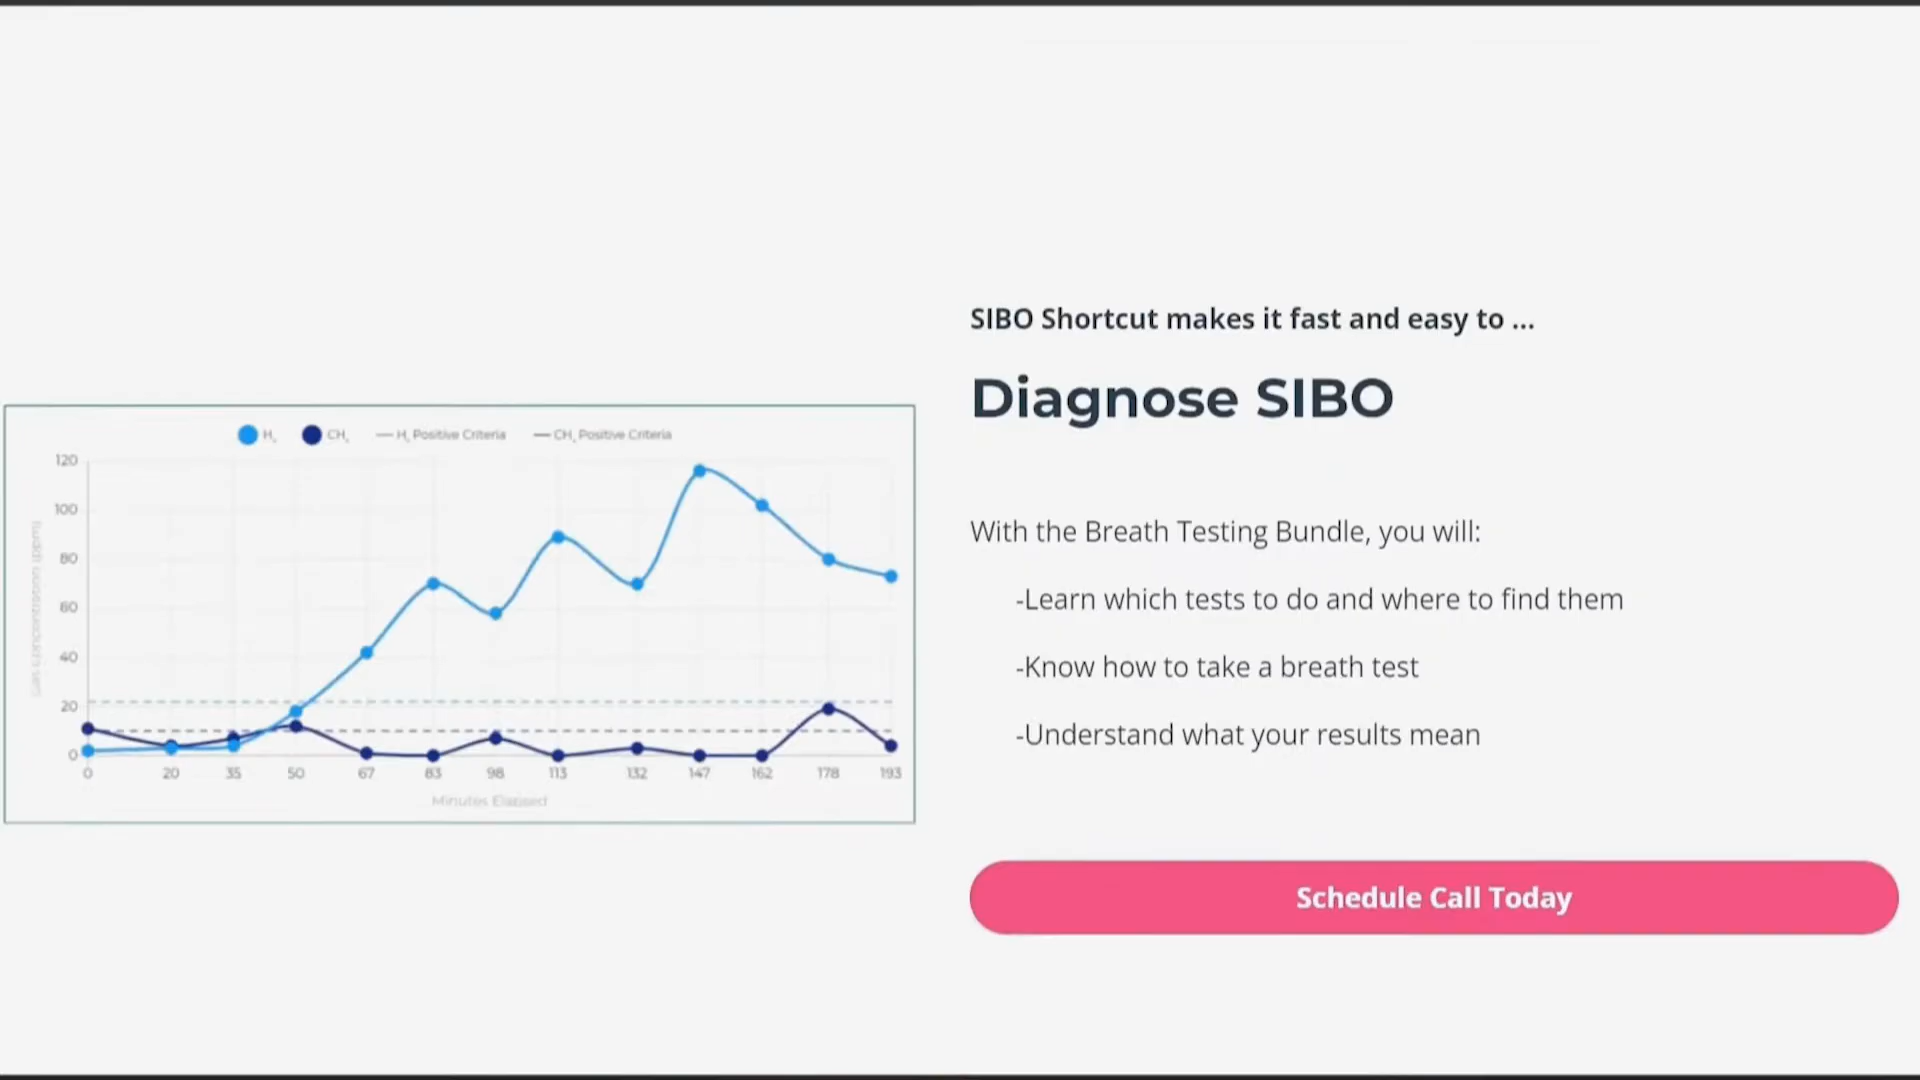 SIBO Shortcut makes it fast and easy to ...
Diagnose SIBO
With the Breath Testing Bundle, you will:
-Learn which tests to do and where to find them
-Know how to take a breath test
-Understand what your results mean
Schedule Call Today
H₂ CH₄ H₂ Positive Criteria CH₄ Positive Criteria
120
100
80
60
40
20
0
0 20 35 50 67 83 98 113 132 147 162 178 193
Minutes Elapsed